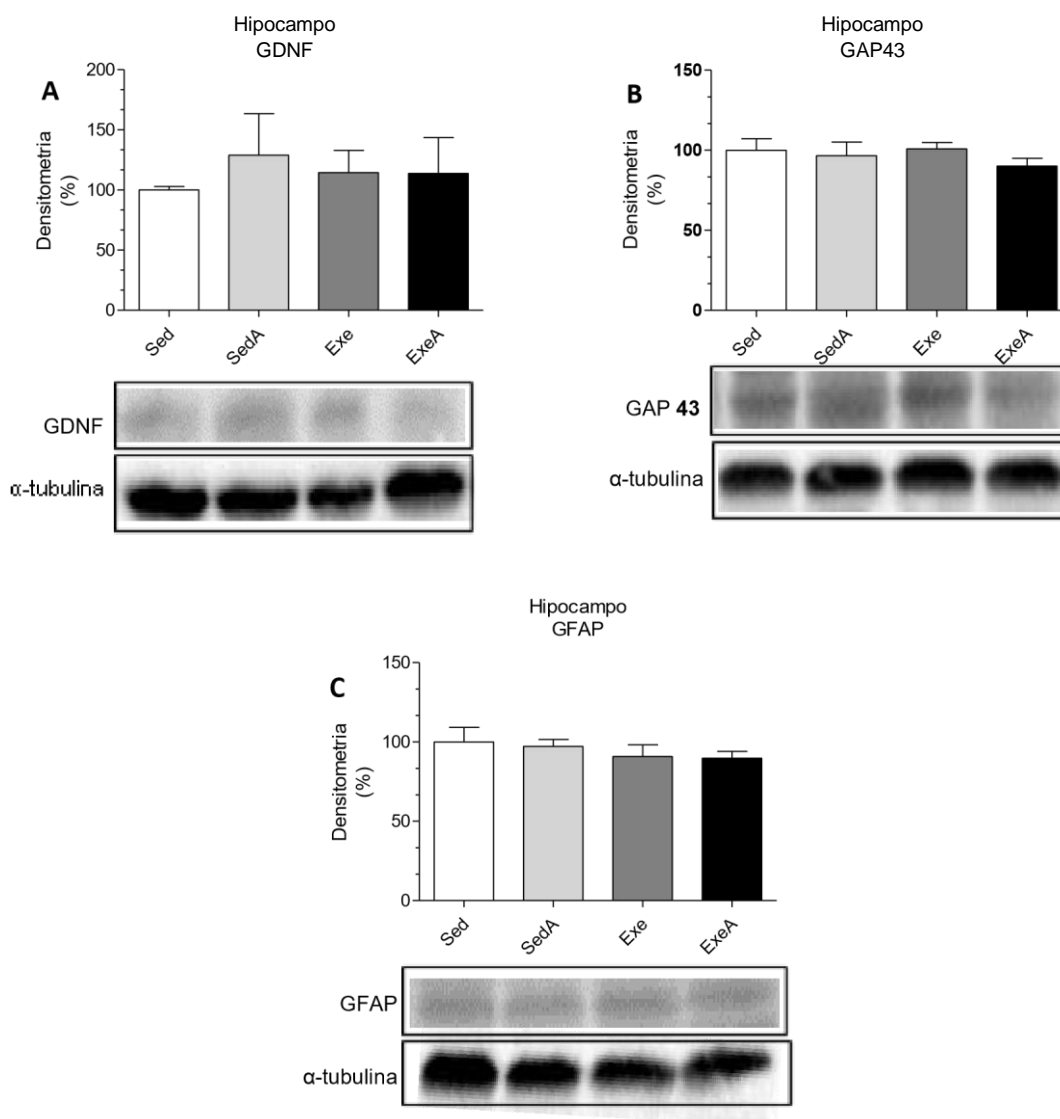 Hipocampo
GDNF
A
Densitometria
(%)
200
150
100
50
0
Sed
SedA
Exe
ExeA
GDNF
α-tubulina
Hipocampo
GAP43
B
Densitometria
(%)
150
100
50
0
Sed
SedA
Exe
ExeA
GAP 43
α-tubulina
Hipocampo
GFAP
C
Densitometria
(%)
150
100
50
0
Sed
SedA
Exe
ExeA
GFAP
α-tubulina